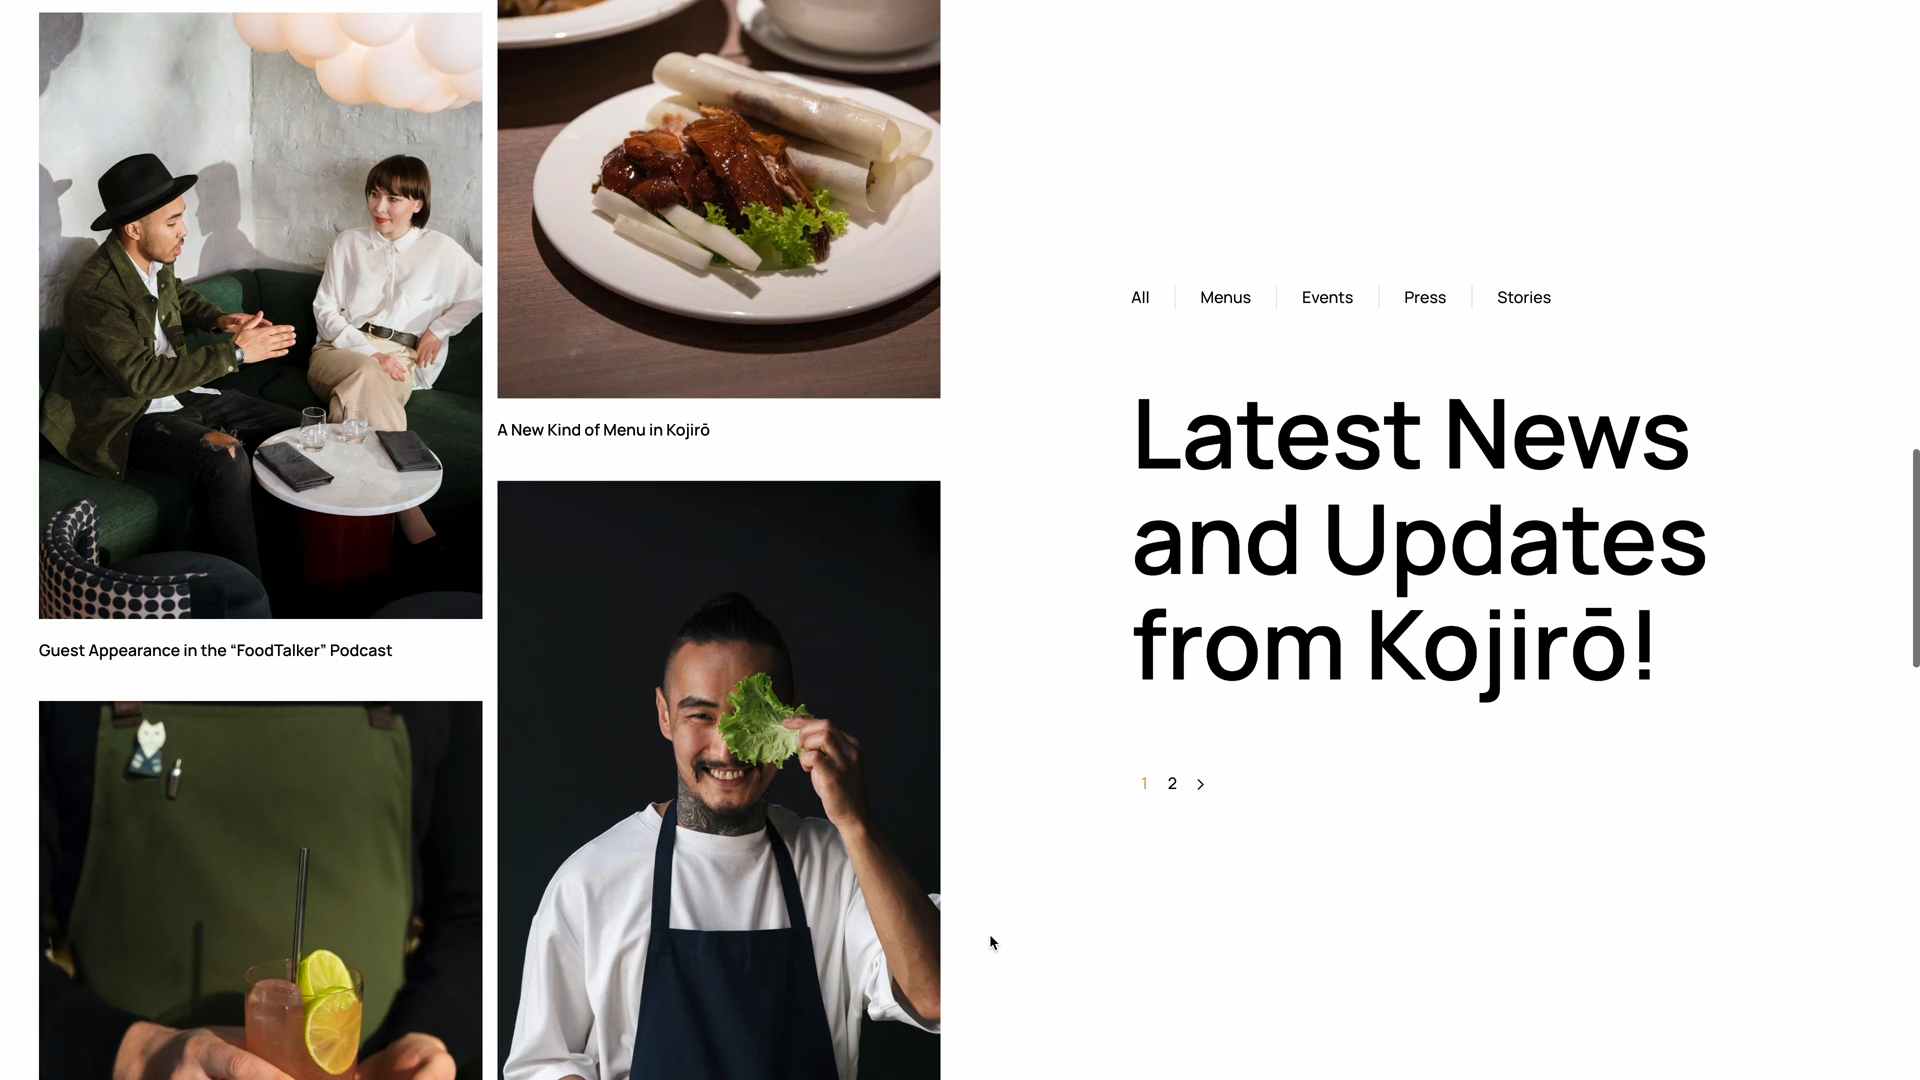 Guest Appearance in the “FoodTalker” Podcast
A New Kind of Menu in Kojirō
All
Menus
Events
Press
Stories
Latest News
and Updates
from Kojirō!
1 2